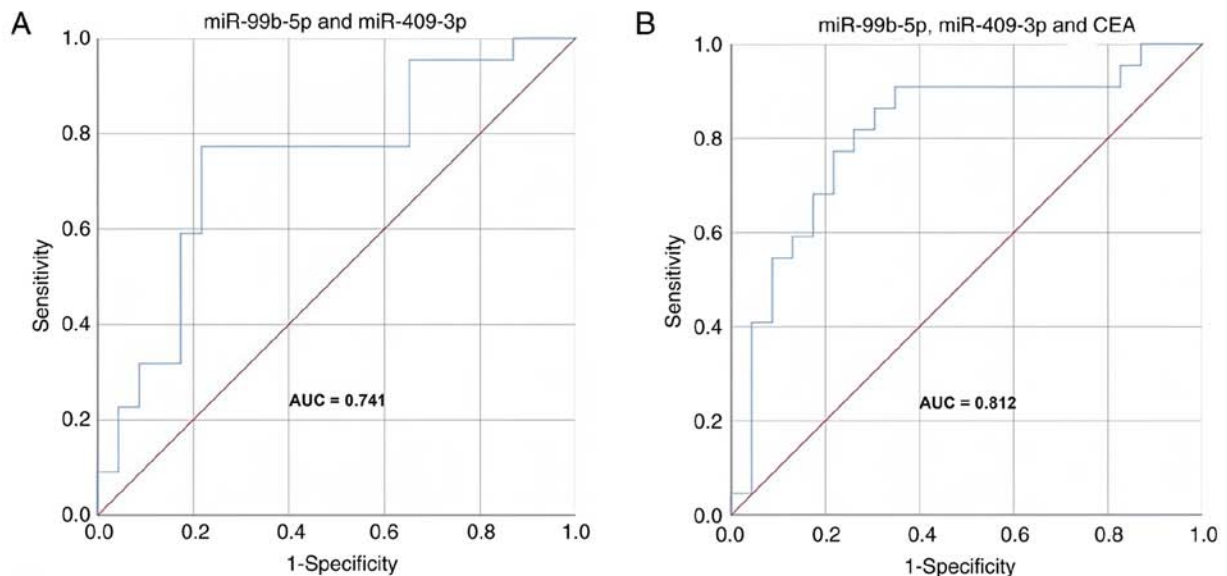 A
miR-99b-5p and miR-409-3p
1.0
0.8
0.6
0.4
0.2
0.0
Sensitivity
AUC = 0.741
0.0 0.2 0.4 0.6 0.8 1.0
1-Specificity
B
miR-99b-5p, miR-409-3p and CEA
1.0
0.8
0.6
0.4
0.2
0.0
Sensitivity
AUC = 0.812
0.0 0.2 0.4 0.6 0.8 1.0
1-Specificity